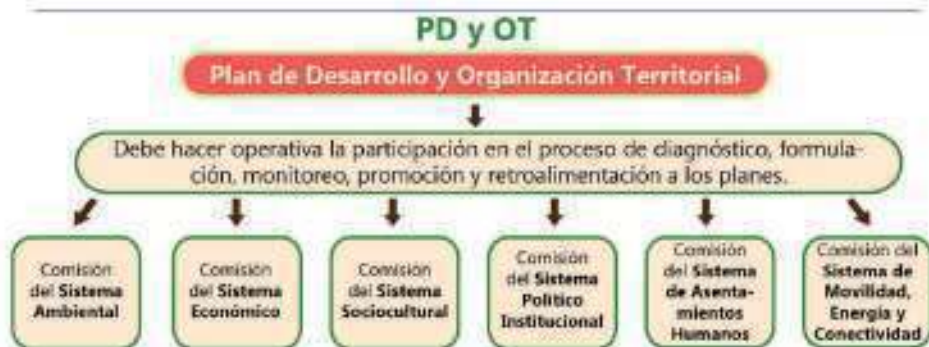 PD y OT
Plan de Desarrollo y Organización Territorial
Debe hacer operativa la participación en el proceso de diagnóstico, formula-
ción, monitoreo, promoción y retroalimentación a los planes.
Comisión
del Sistema
Ambiental
Comisión
del Sistema
Económico
Comisión
del Sistema
Sociocultural
Comisión
del Sistema
Político
Institucional
Comisión
del Sistema
de Asenta-
mientos
Humanos
Comisión del
Sistema de
Movilidad,
Energía y
Conectividad